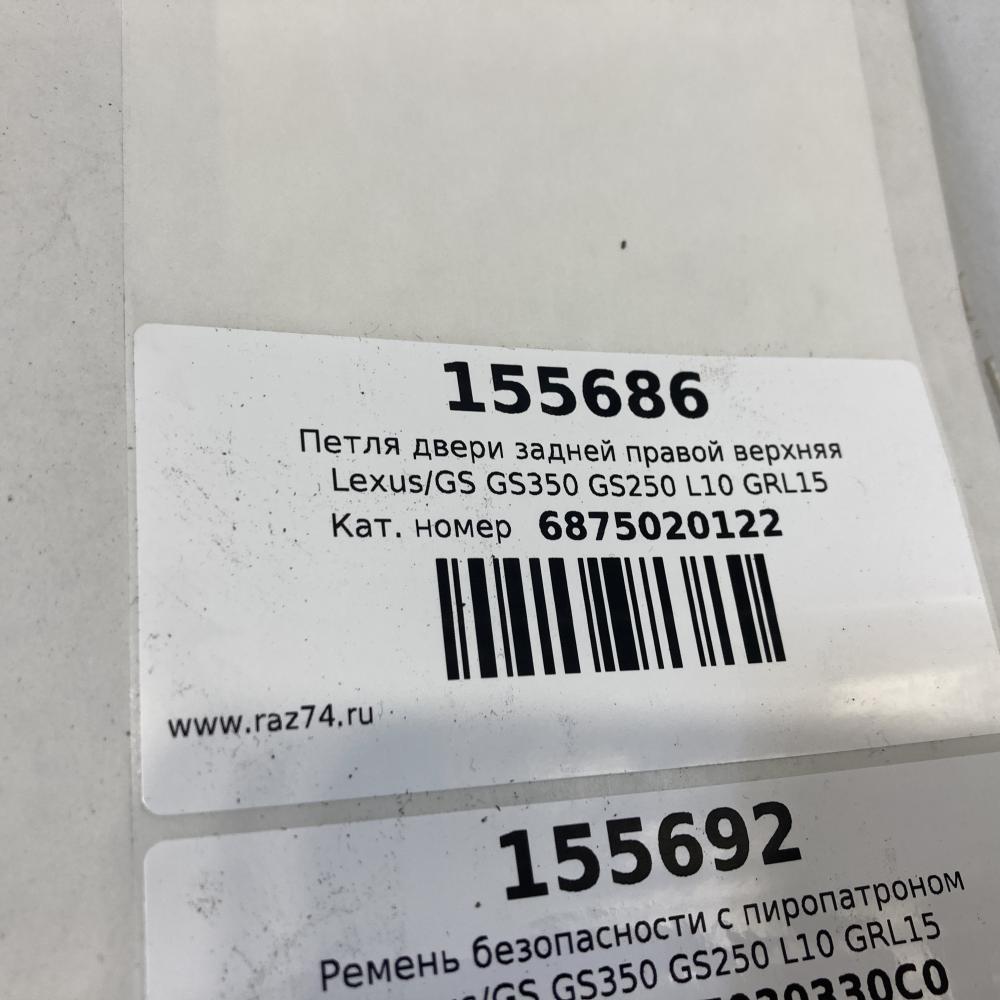 155686
Петля двери задней правой верхняя
Lexus/GS GS350 GS250 L10 GRL15
Кат. номер 6875020122
www.raz74.ru
155692
Ремень безопасности с пиропатроном
GS350 GS250 L10 GRL15